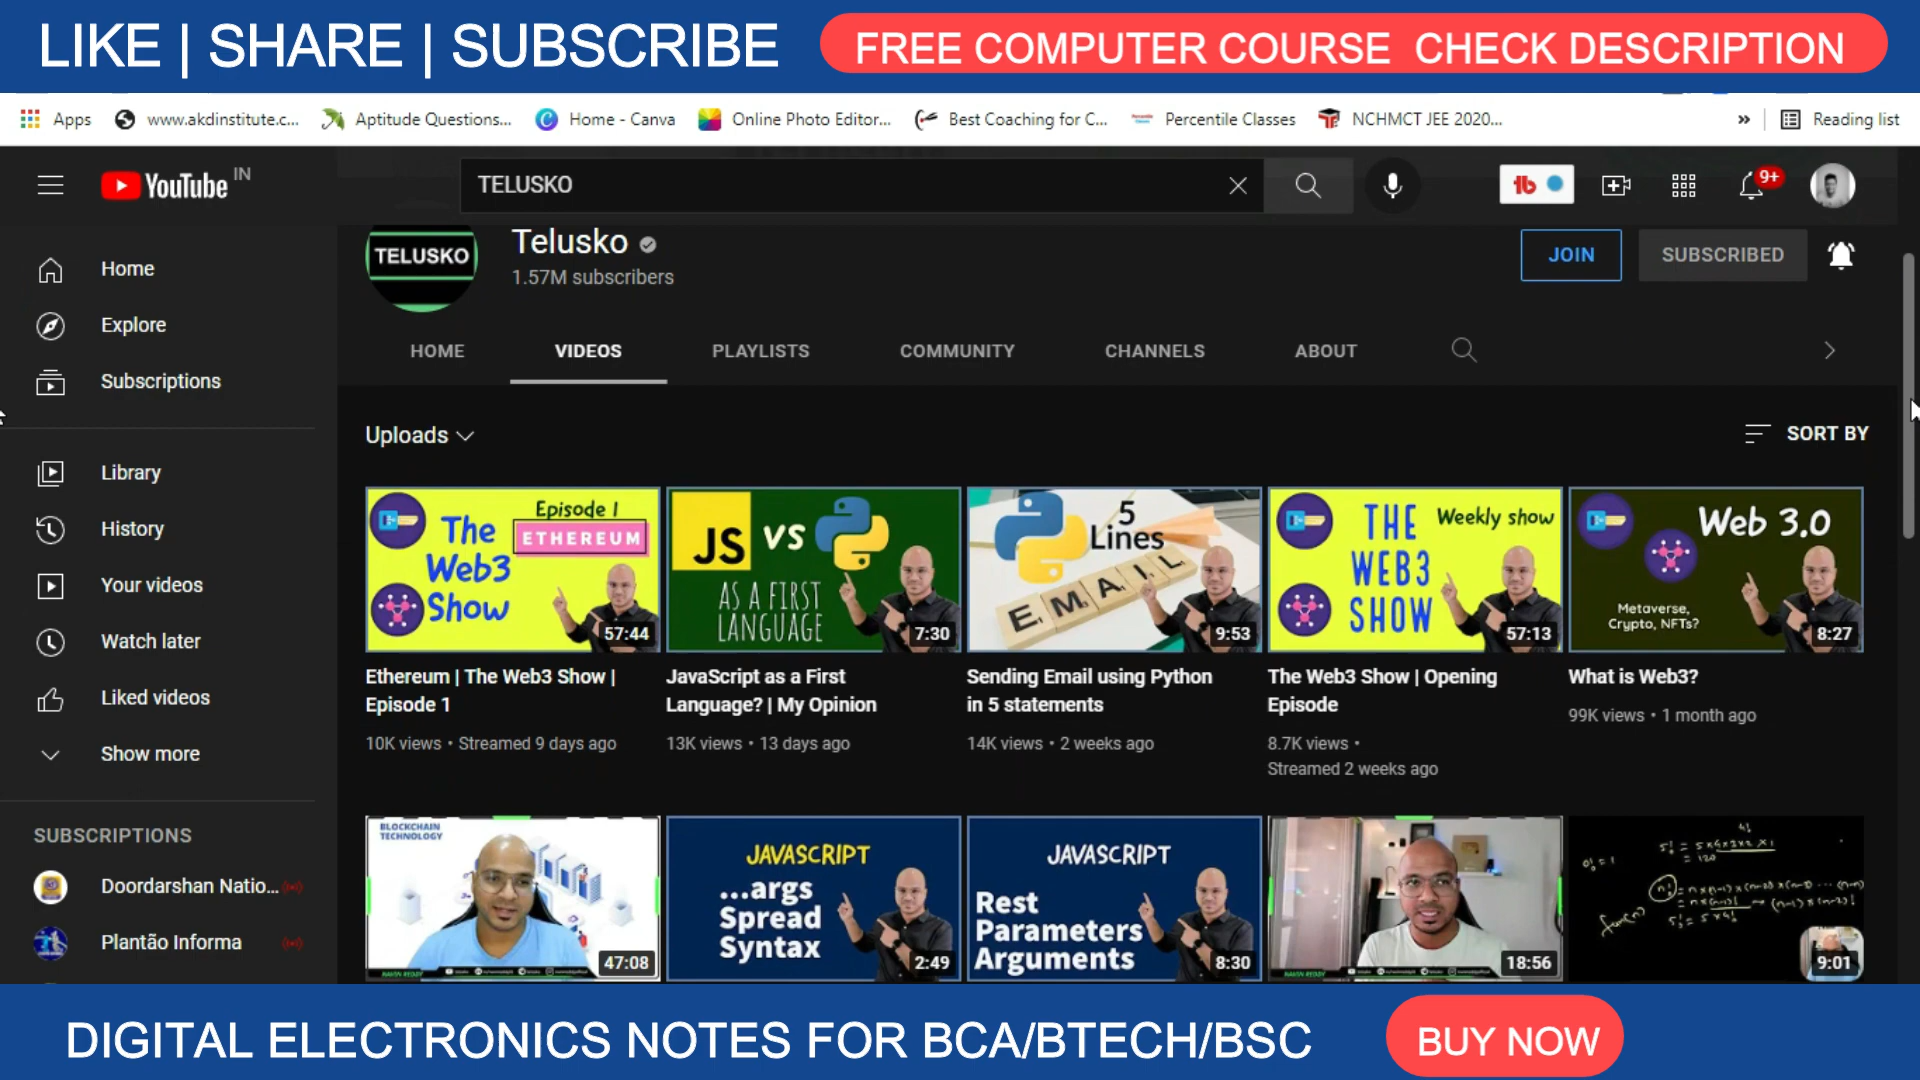 LIKE | SHARE | SUBSCRIBE
FREE COMPUTER COURSE CHECK DESCRIPTION
Apps
www.akdinstitute.c...
Aptitude Questions...
Home - Canva
Online Photo Editor...
Best Coaching for C...
Percentile Classes
NCHMCT JEE 2020...
»
Reading list
YouTube IN
TELUSKO
9+
Home
Explore
Subscriptions
Library
History
Your videos
Watch later
Liked videos
Show more
SUBSCRIPTIONS
Doordarshan Natio...
Plantão Informa
TELUSKO
Telusko
1.57M subscribers
JOIN
SUBSCRIBED
HOME
VIDEOS
PLAYLISTS
COMMUNITY
CHANNELS
ABOUT
Uploads
SORT BY
The Web3 Show
Episode 1
ETHEREUM
57:44
Ethereum | The Web3 Show |
Episode 1
10K views • Streamed 9 days ago
JS VS
AS A FIRST
LANGUAGE
7:30
JavaScript as a First
Language? | My Opinion
13K views • 13 days ago
5
Lines
EMAIL
9:53
Sending Email using Python
in 5 statements
14K views • 2 weeks ago
THE
WEB3
SHOW
Weekly show
57:13
The Web3 Show | Opening
Episode
8.7K views •
Streamed 2 weeks ago
Web 3.0
Metaverse,
Crypto, NFTs?
8:27
What is Web3?
99K views • 1 month ago
BLOCKCHAIN
TECHNOLOGY
NAVIN REDDY
47:08
JAVASCRIPT
...args
Spread
Syntax
2:49
JAVASCRIPT
Rest
Parameters
Arguments
8:30
NAVIN REDDY
18:56
9:01
DIGITAL ELECTRONICS NOTES FOR BCA/BTECH/BSC
BUY NOW